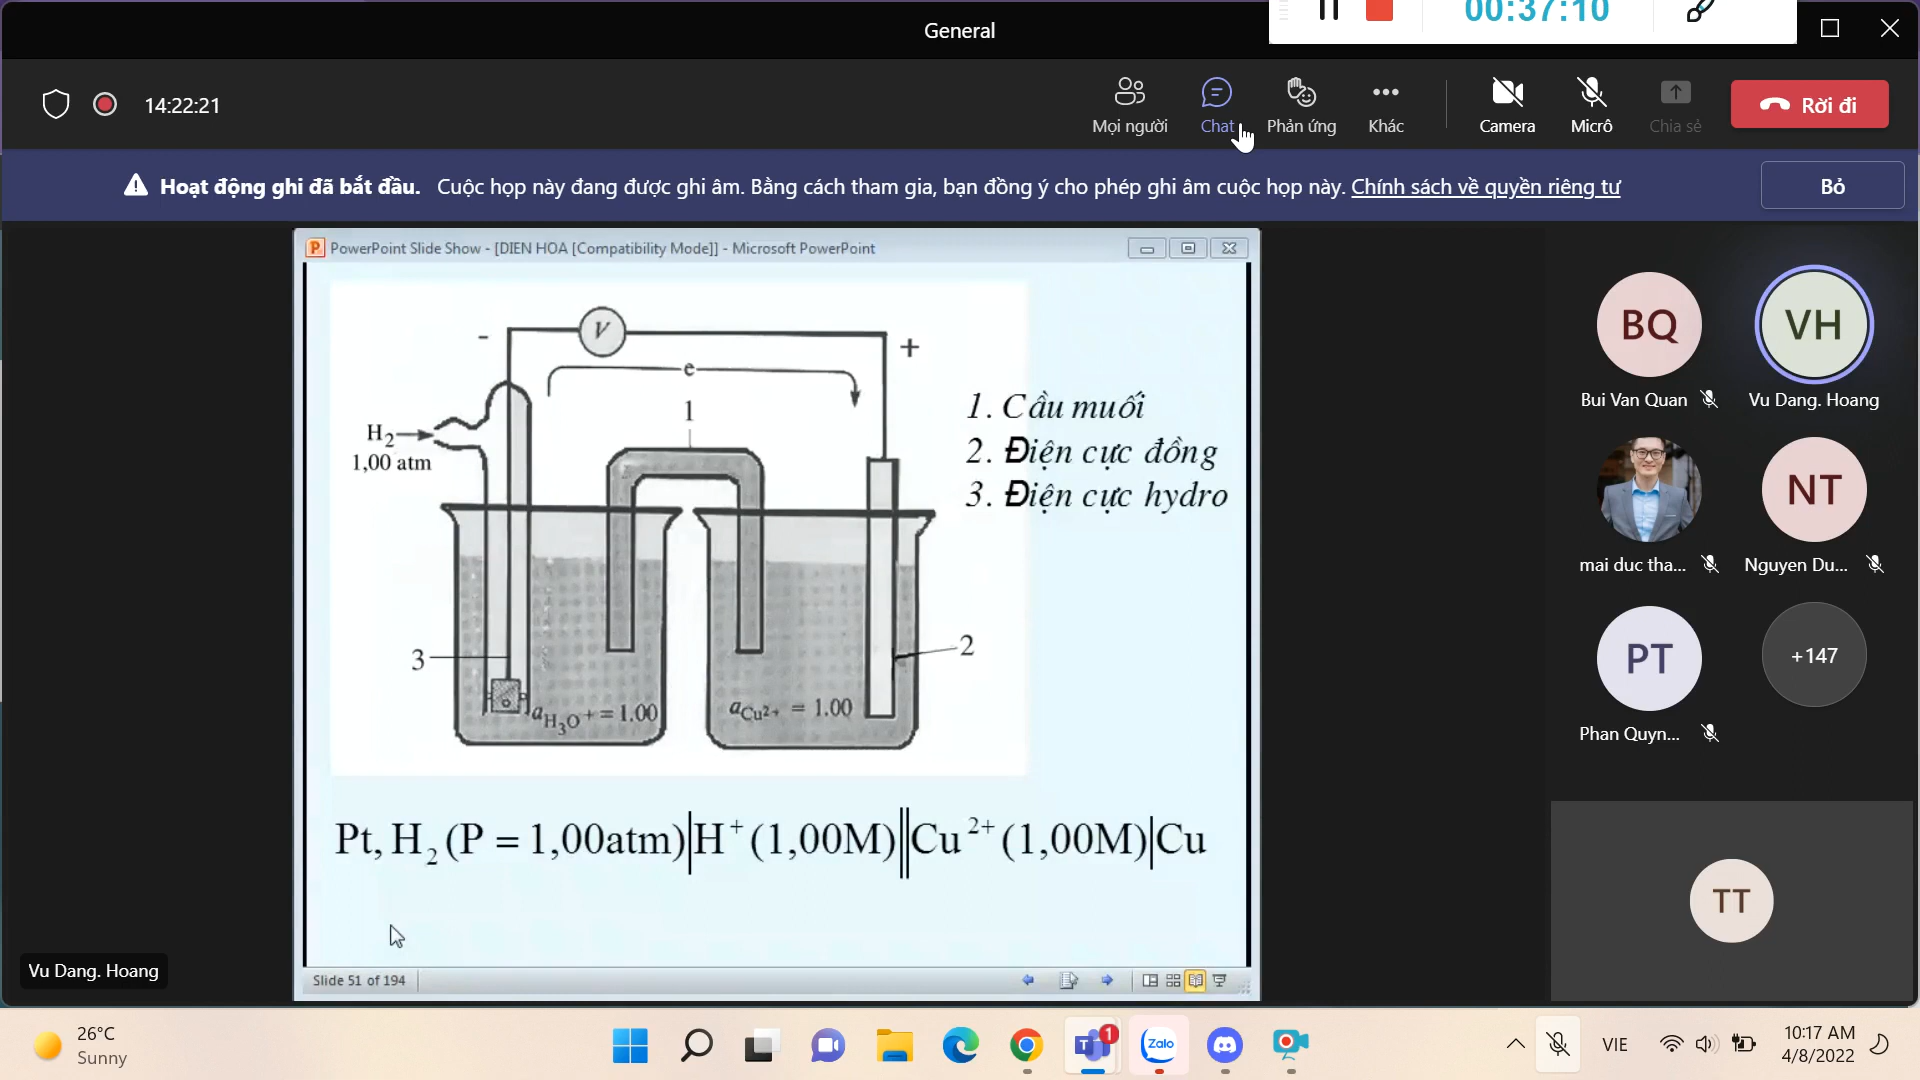 General
00:37:10
14:22:21
Mọi người
Chat
Phản ứng
Khác
Camera
Micrô
Chia sẻ
Rời đi
Hoạt động ghi đã bắt đầu. Cuộc họp này đang được ghi âm. Bằng cách tham gia, bạn đồng ý cho phép ghi âm cuộc họp này. Chính sách về quyền riêng tư
Bỏ
PowerPoint Slide Show - [DIEN HOA [Compatibility Mode]] - Microsoft PowerPoint
- V +
e
1
H₂
1,00 atm
1. Cầu muối
2. Điện cực đồng
3. Điện cực hydro
3
2
a H₃O⁺ = 1.00
a Cu²⁺ = 1.00
Pt, H₂ (P = 1,00atm)|H⁺(1,00M)||Cu²⁺(1,00M)|Cu
Slide 51 of 194
Vu Dang. Hoang
BQ
Bui Van Quan
VH
Vu Dang. Hoang
mai duc tha...
NT
Nguyen Du...
PT
Phan Quyn...
+147
TT
26°C
Sunny
1
Zalo
VIE
10:17 AM
4/8/2022